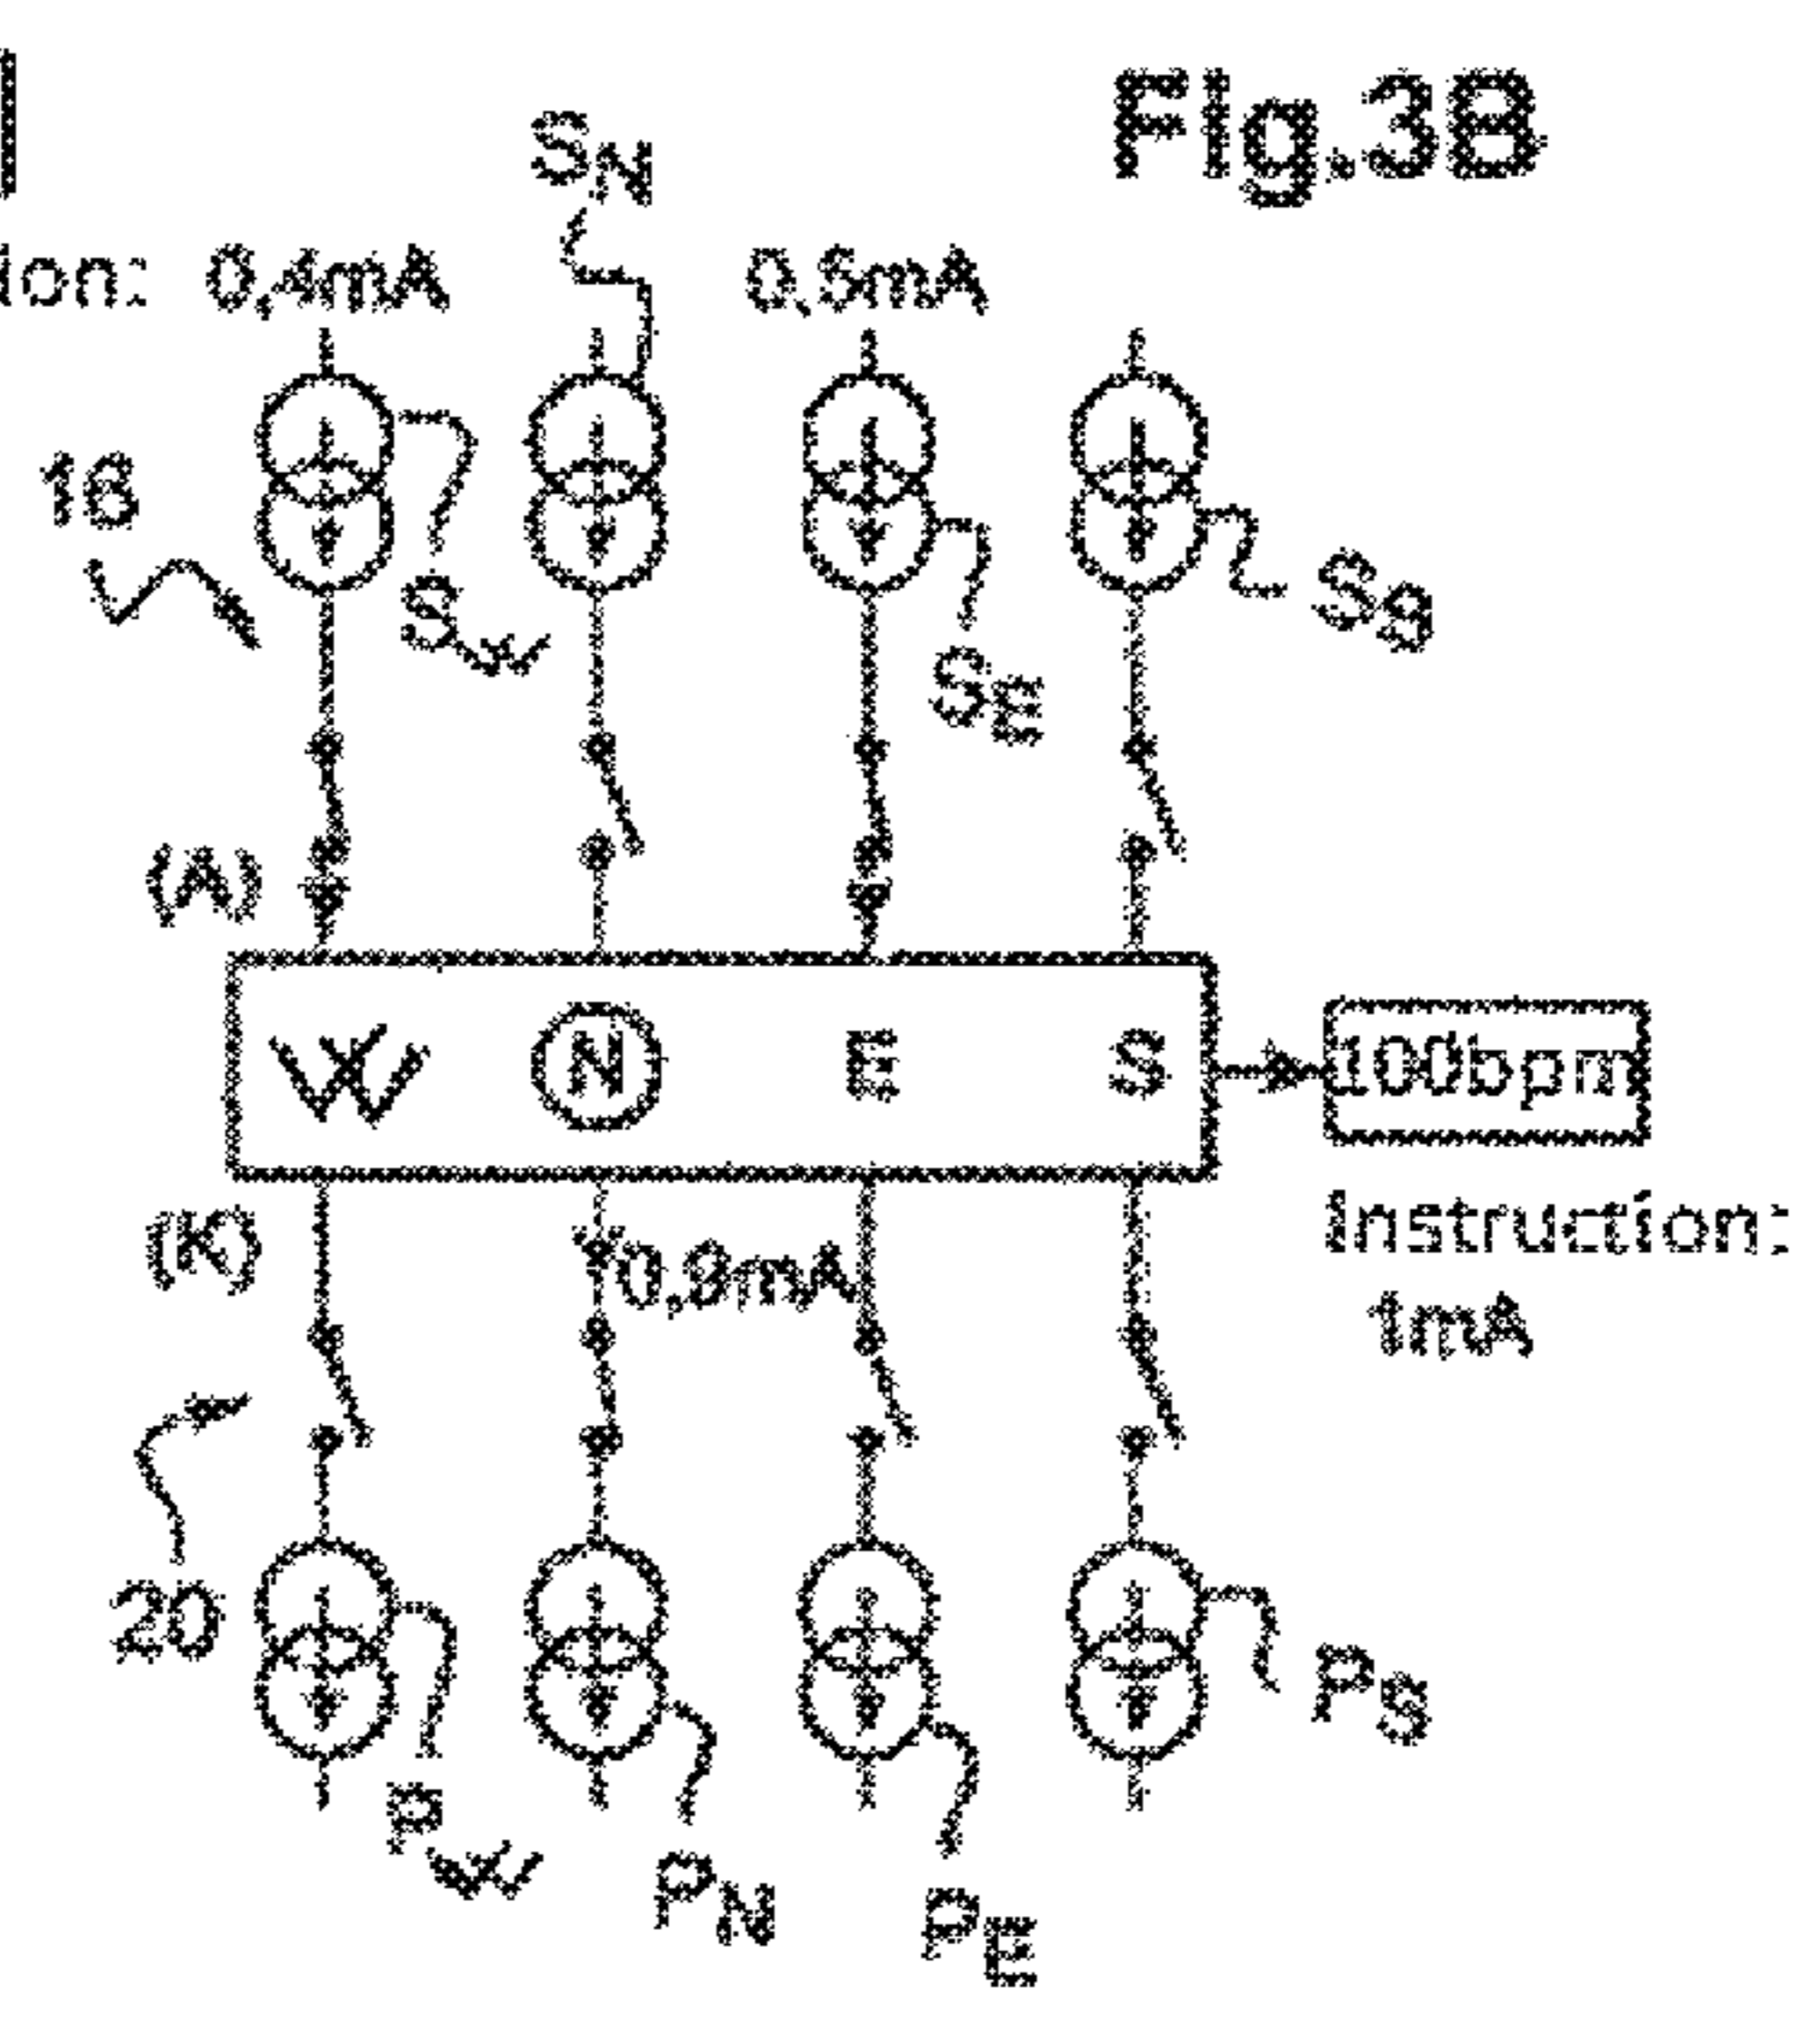 Fig.3B
SN
ion: 0,4mA 0,5mA
16
SW
SE
SS
(A)
W N E S 100bpm
(K)
0,9mA
Instruction:
1mA
20
PW
PN
PE
PS